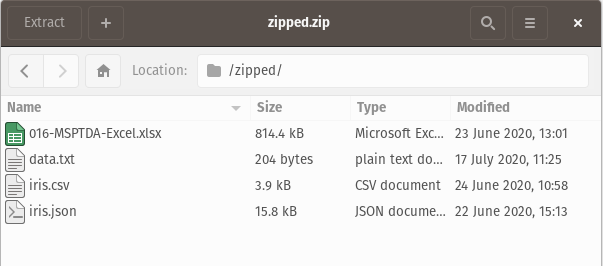 Extract zipped.zip
Location: /zipped/
Name Size Type Modified
016-MSPTDA-Excel.xlsx 814.4 kB Microsoft Exc... 23 June 2020, 13:01
data.txt 204 bytes plain text do... 17 July 2020, 11:25
iris.csv 3.9 kB CSV document 24 June 2020, 10:58
iris.json 15.8 kB JSON docume... 22 June 2020, 15:13